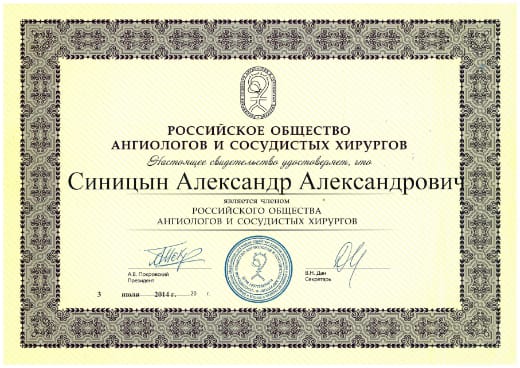 РОССИЙСКОЕ ОБЩЕСТВО
АНГИОЛОГОВ И СОСУДИСТЫХ ХИРУРГОВ
Настоящее свидетельство удостоверяет, что
Синицын Александр Александрович
является членом
РОССИЙСКОГО ОБЩЕСТВА
АНГИОЛОГОВ И СОСУДИСТЫХ ХИРУРГОВ
А.В. Покровский
Президент
В.Н. Дан
Секретарь
3 июля 2014 г. 20 г.